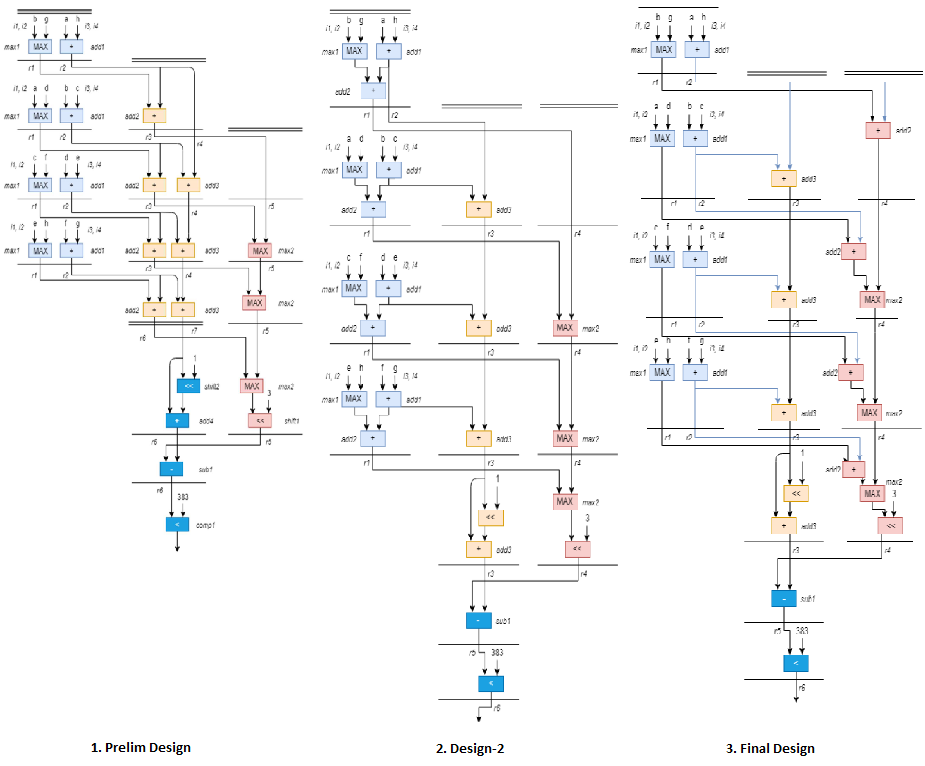 b g a h
i1, i2 i3, i4
max1 MAX + add1
r1 r2
a d b c
i1, i2 i3, i4
MAX + add1 +
add2
r1 r2 r3 r4
c f d e
i1, i2 i3, i4
max1 MAX + add1 add2 + + add3
r1 r2 r3 r4 r5
e h f g
i1, i2 i3, i4
max1 MAX + add1 add2 + + add3 MAX max2
r1 r2 r3 r4 r5
MAX max2
add2 + + add3
r6 r7 r5
1
<< shift2 MAX max2
3
+ add4 << shift1
r6 r5
- sub1
r6 383
< comp1
1. Prelim Design
b g a h
i1, i2 i3, i4
max1 MAX + add1
add2 +
r1 r2
a d b c
i1, i2 i3, i4
max1 MAX + add1
add2 + + add3
r1 r3 r4
c f d e
i1, i2 i3, i4
max1 MAX + add1
add2 + + add3 MAX max2
r1 r3 r4
e h f g
i1, i2 i3, i4
max1 MAX + add1
add2 + + add3 MAX max2
r1 r3 r4
1
MAX max2
<< 3
+ add3 <<
r3 r4
- sub1
r5 383
<
r6
2. Design-2
b g a h
i1, i2 i3, i4
max1 MAX + add1
r1 r2
a d b c
i1, i2 i3, i4
max1 MAX + add1 + add2
+ add3
r1 r2 r3 r4
c f d e
i1, i2 i3, i4
max1 MAX + add1 add2 +
+ add3 MAX max2
r1 r2 r3 r4
e h f g
i1, i2 i3, i4
max1 MAX + add1 add2 +
+ add3 MAX max2
r1 r2 r3 r4
1
add2 +
<< MAX max2
3
+ add3 <<
r3 r4
- sub1
r5 383
<
r6
3. Final Design